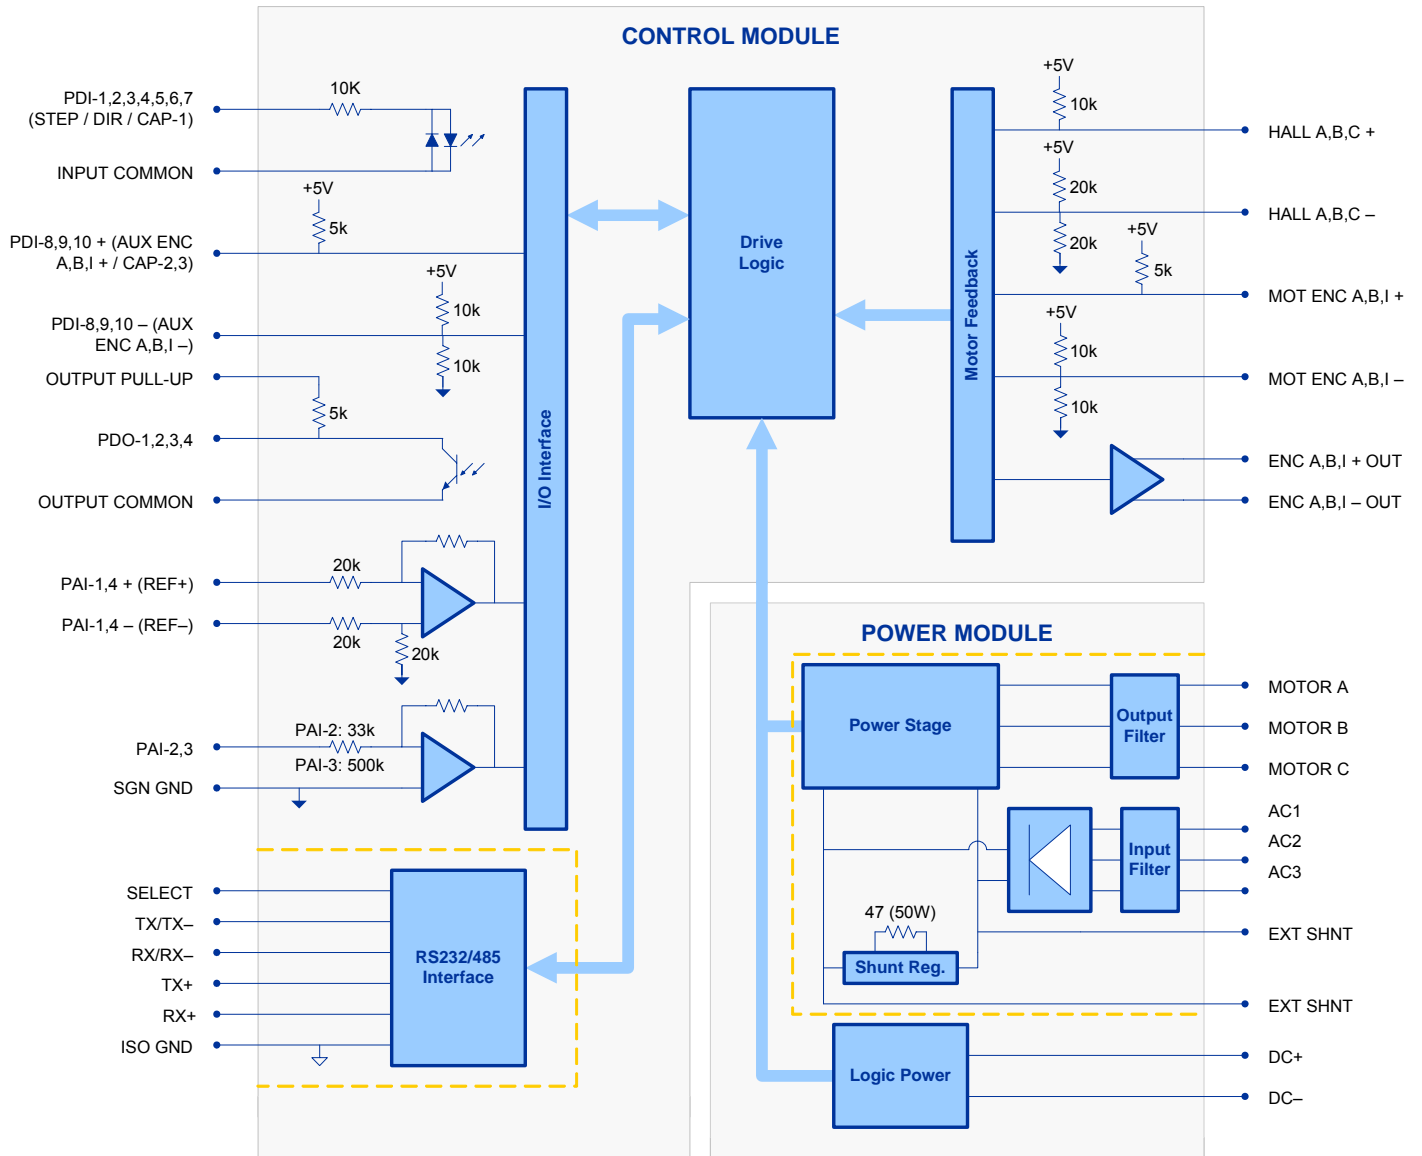 CONTROL MODULE
PDI-1,2,3,4,5,6,7
(STEP / DIR / CAP-1)
10K
INPUT COMMON
+5V
5k
PDI-8,9,10 + (AUX ENC
A,B,I + / CAP-2,3)
+5V
10k
PDI-8,9,10 – (AUX
ENC A,B,I –)
10k
OUTPUT PULL-UP
5k
PDO-1,2,3,4
OUTPUT COMMON
PAI-1,4 + (REF+)
20k
PAI-1,4 – (REF–)
20k
20k
PAI-2: 33k
PAI-2,3
PAI-3: 500k
SGN GND
I/O Interface
SELECT
TX/TX–
RX/RX–
TX+
RX+
ISO GND
RS232/485
Interface
Drive
Logic
Motor Feedback
+5V
10k
HALL A,B,C +
+5V
20k
HALL A,B,C –
20k
+5V
5k
MOT ENC A,B,I +
+5V
10k
MOT ENC A,B,I –
10k
ENC A,B,I + OUT
ENC A,B,I – OUT
POWER MODULE
Power Stage
Output
Filter
MOTOR A
MOTOR B
MOTOR C
AC1
AC2
AC3
Input
Filter
47 (50W)
Shunt Reg.
EXT SHNT
EXT SHNT
Logic Power
DC+
DC–